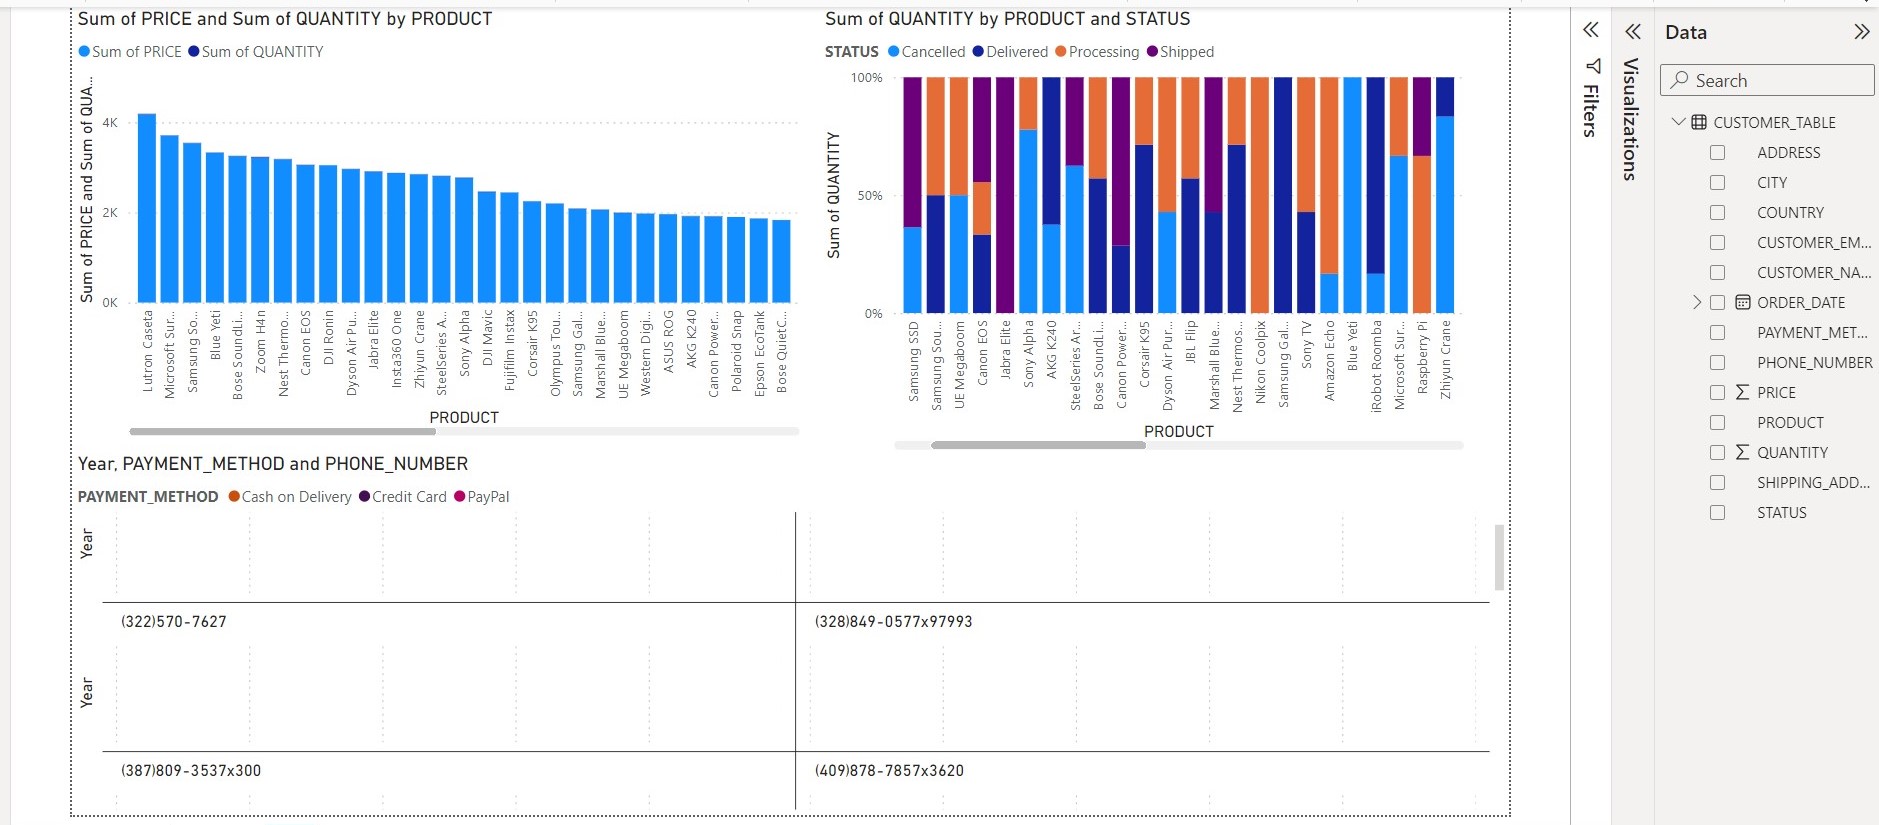 Sum of PRICE and Sum of QUANTITY by PRODUCT
Sum of PRICE Sum of QUANTITY
Sum of PRICE and Sum of QUA...
4K
2K
0K
Lutron Caseta
Microsoft Sur...
Samsung So...
Blue Yeti
Bose SoundLi...
Zoom H4n
Nest Thermo...
Canon EOS
DJI Ronin
Dyson Air Pu...
Jabra Elite
Insta360 One
Zhiyun Crane
SteelSeries A...
Sony Alpha
DJI Mavic
Fujifilm Instax
Corsair K95
Olympus Tou...
Samsung Gal...
Marshall Blue...
UE Megaboom
Western Digi...
ASUS ROG
AKG K240
Canon Power...
Polaroid Snap
Epson EcoTank
Bose QuietC...
PRODUCT
Sum of QUANTITY by PRODUCT and STATUS
STATUS Cancelled Delivered Processing Shipped
Sum of QUANTITY
100%
50%
0%
Samsung SSD
Samsung Sou...
UE Megaboom
Canon EOS
Jabra Elite
Sony Alpha
AKG K240
SteelSeries Ar...
Bose SoundLi...
Canon Power...
Corsair K95
Dyson Air Pur...
JBL Flip
Marshall Blue...
Nest Thermos...
Nikon Coolpix
Samsung Gal...
Sony TV
Amazon Echo
Blue Yeti
iRobot Roomba
Microsoft Sur...
Raspberry Pi
Zhiyun Crane
PRODUCT
Year, PAYMENT_METHOD and PHONE_NUMBER
PAYMENT_METHOD Cash on Delivery Credit Card PayPal
Year
(322)570-7627
(328)849-0577x97993
Year
(387)809-3537x300
(409)878-7857x3620
Filters
Visualizations
Data
Search
CUSTOMER_TABLE
ADDRESS
CITY
COUNTRY
CUSTOMER_EM...
CUSTOMER_NA...
ORDER_DATE
PAYMENT_MET...
PHONE_NUMBER
PRICE
PRODUCT
QUANTITY
SHIPPING_ADD...
STATUS